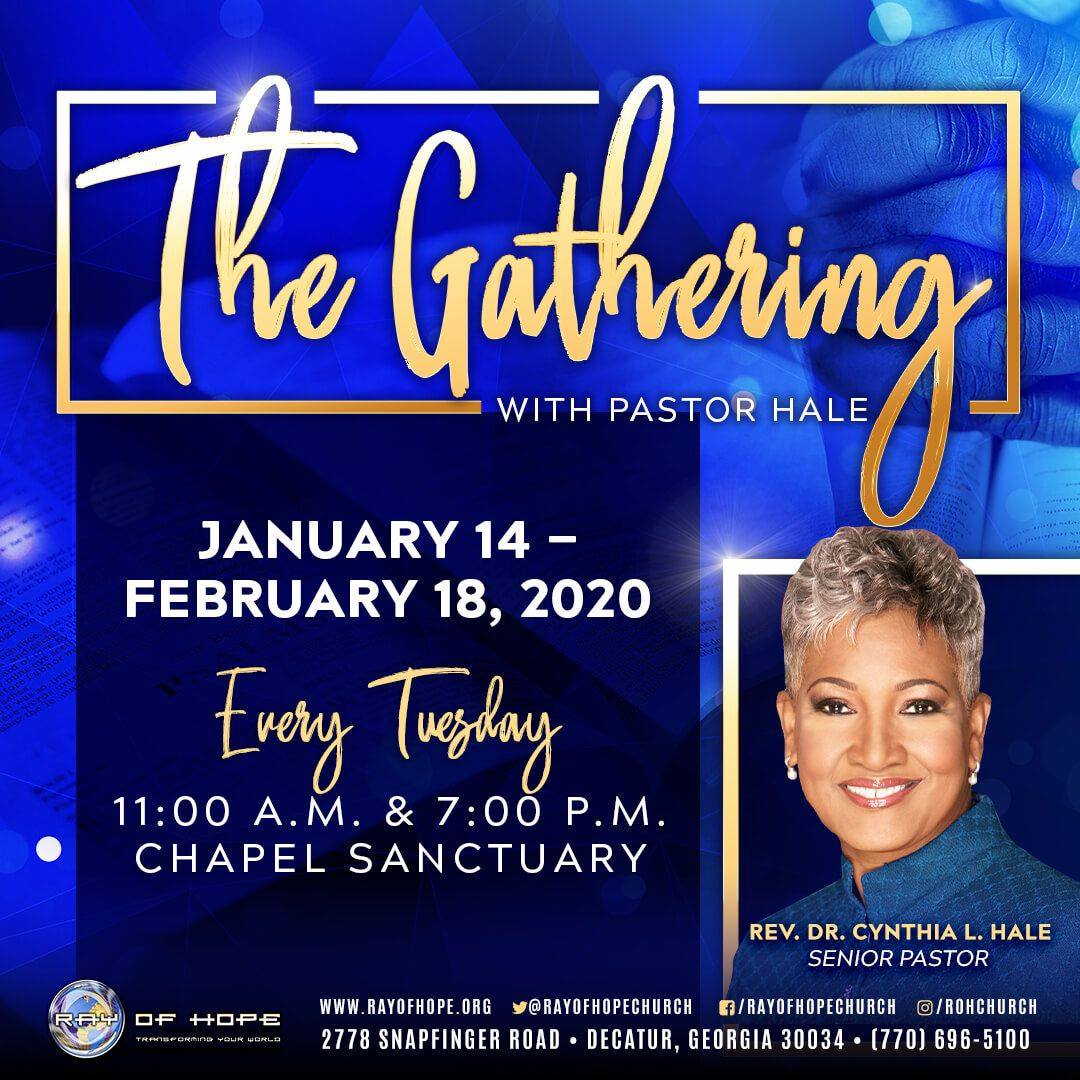 The Gathering
WITH PASTOR HALE
JANUARY 14 –
FEBRUARY 18, 2020
Every Tuesday
11:00 A.M. & 7:00 P.M.
CHAPEL SANCTUARY
REV. DR. CYNTHIA L. HALE
SENIOR PASTOR
RAY OF HOPE
TRANSFORMING YOUR WORLD
WWW.RAYOFHOPE.ORG @RAYOFHOPECHURCH /RAYOFHOPECHURCH /ROHCHURCH
2778 SNAPFINGER ROAD • DECATUR, GEORGIA 30034 • (770) 696-5100